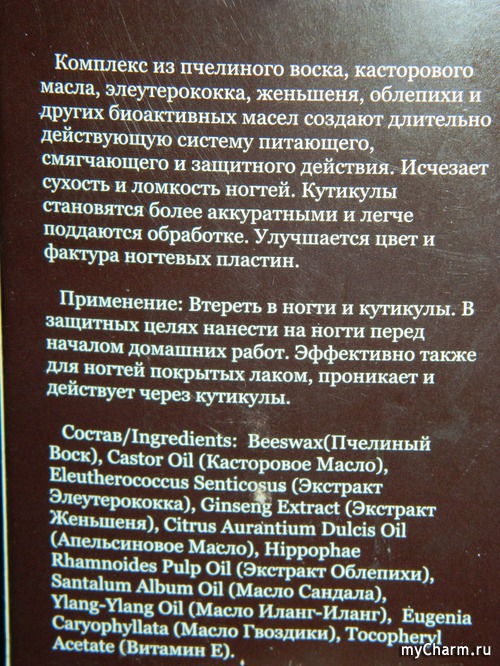 Комплекс из пчелиного воска, касторового
масла, элеутерококка, женьшеня, облепихи и
других биоактивных масел создают длительно
действующую систему питающего,
смягчающего и защитного действия. Исчезает
сухость и ломкость ногтей. Кутикулы
становятся более аккуратными и легче
поддаются обработке. Улучшается цвет и
фактура ногтевых пластин.
Применение: Втереть в ногти и кутикулы. В
защитных целях нанести на ногти перед
началом домашних работ. Эффективно также
для ногтей покрытых лаком, проникает и
действует через кутикулы.
Состав/Ingredients: Beeswax(Пчелиный
Воск), Castor Oil (Касторовое Масло),
Eleutherococcus Senticosus (Экстракт
Элеутерококка), Ginseng Extract (Экстракт
Женьшеня), Citrus Aurantium Dulcis Oil
(Апельсиновое Масло), Hippophae
Rhamnoides Pulp Oil (Экстракт Облепихи),
Santalum Album Oil (Масло Сандала),
Ylang-Ylang Oil (Масло Иланг-Иланг), Eugenia
Caryophyllata (Масло Гвоздики), Tocopheryl
Acetate (Витамин Е).
myCharm.ru